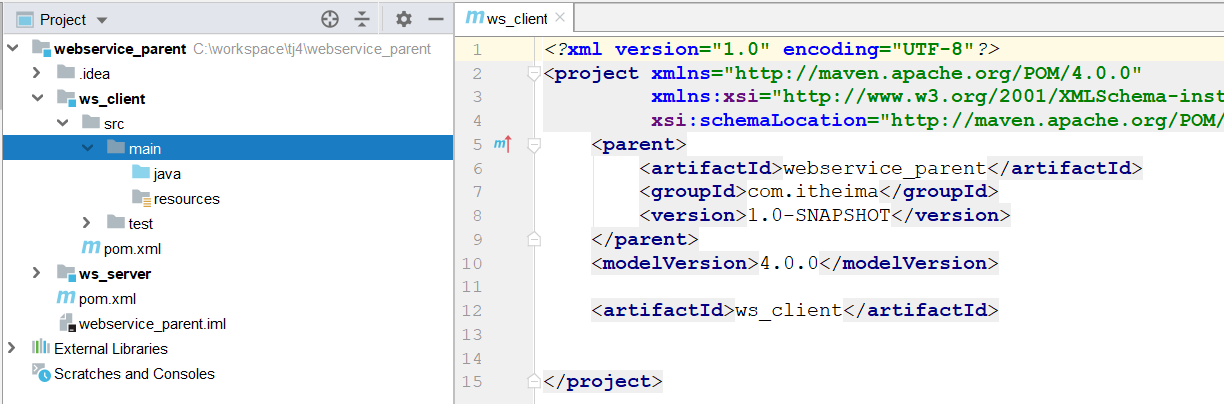 Project
webservice_parent C:\workspace\tj4\webservice_parent
.idea
ws_client
src
main
java
resources
test
pom.xml
ws_server
pom.xml
webservice_parent.iml
External Libraries
Scratches and Consoles
ws_client
1 <?xml version="1.0" encoding="UTF-8"?>
2 <project xmlns="http://maven.apache.org/POM/4.0.0"
3 xmlns:xsi="http://www.w3.org/2001/XMLSchema-inst
4 xsi:schemaLocation="http://maven.apache.org/POM/
5 <parent>
6 <artifactId>webservice_parent</artifactId>
7 <groupId>com.itheima</groupId>
8 <version>1.0-SNAPSHOT</version>
9 </parent>
10 <modelVersion>4.0.0</modelVersion>
11
12 <artifactId>ws_client</artifactId>
13
14
15 </project>